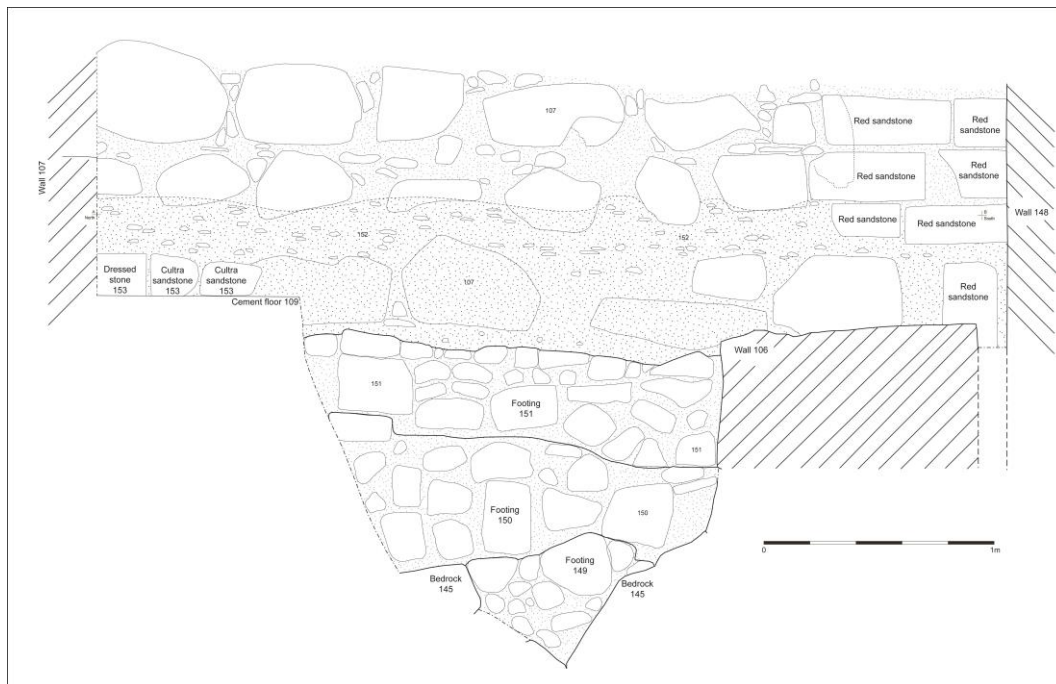 107
Red sandstone
Red
sandstone
Wall 107
Red sandstone
Red
sandstone
North
Red sandstone
Red sandstone
South
Wall 148
152
152
Dressed
stone
153
Cultra
sandstone
153
Cultra
sandstone
153
107
Red
sandstone
Cement floor 109
Wall 106
151
Footing
151
151
Footing
150
150
Footing
149
Bedrock
145
Bedrock
145
0
1m